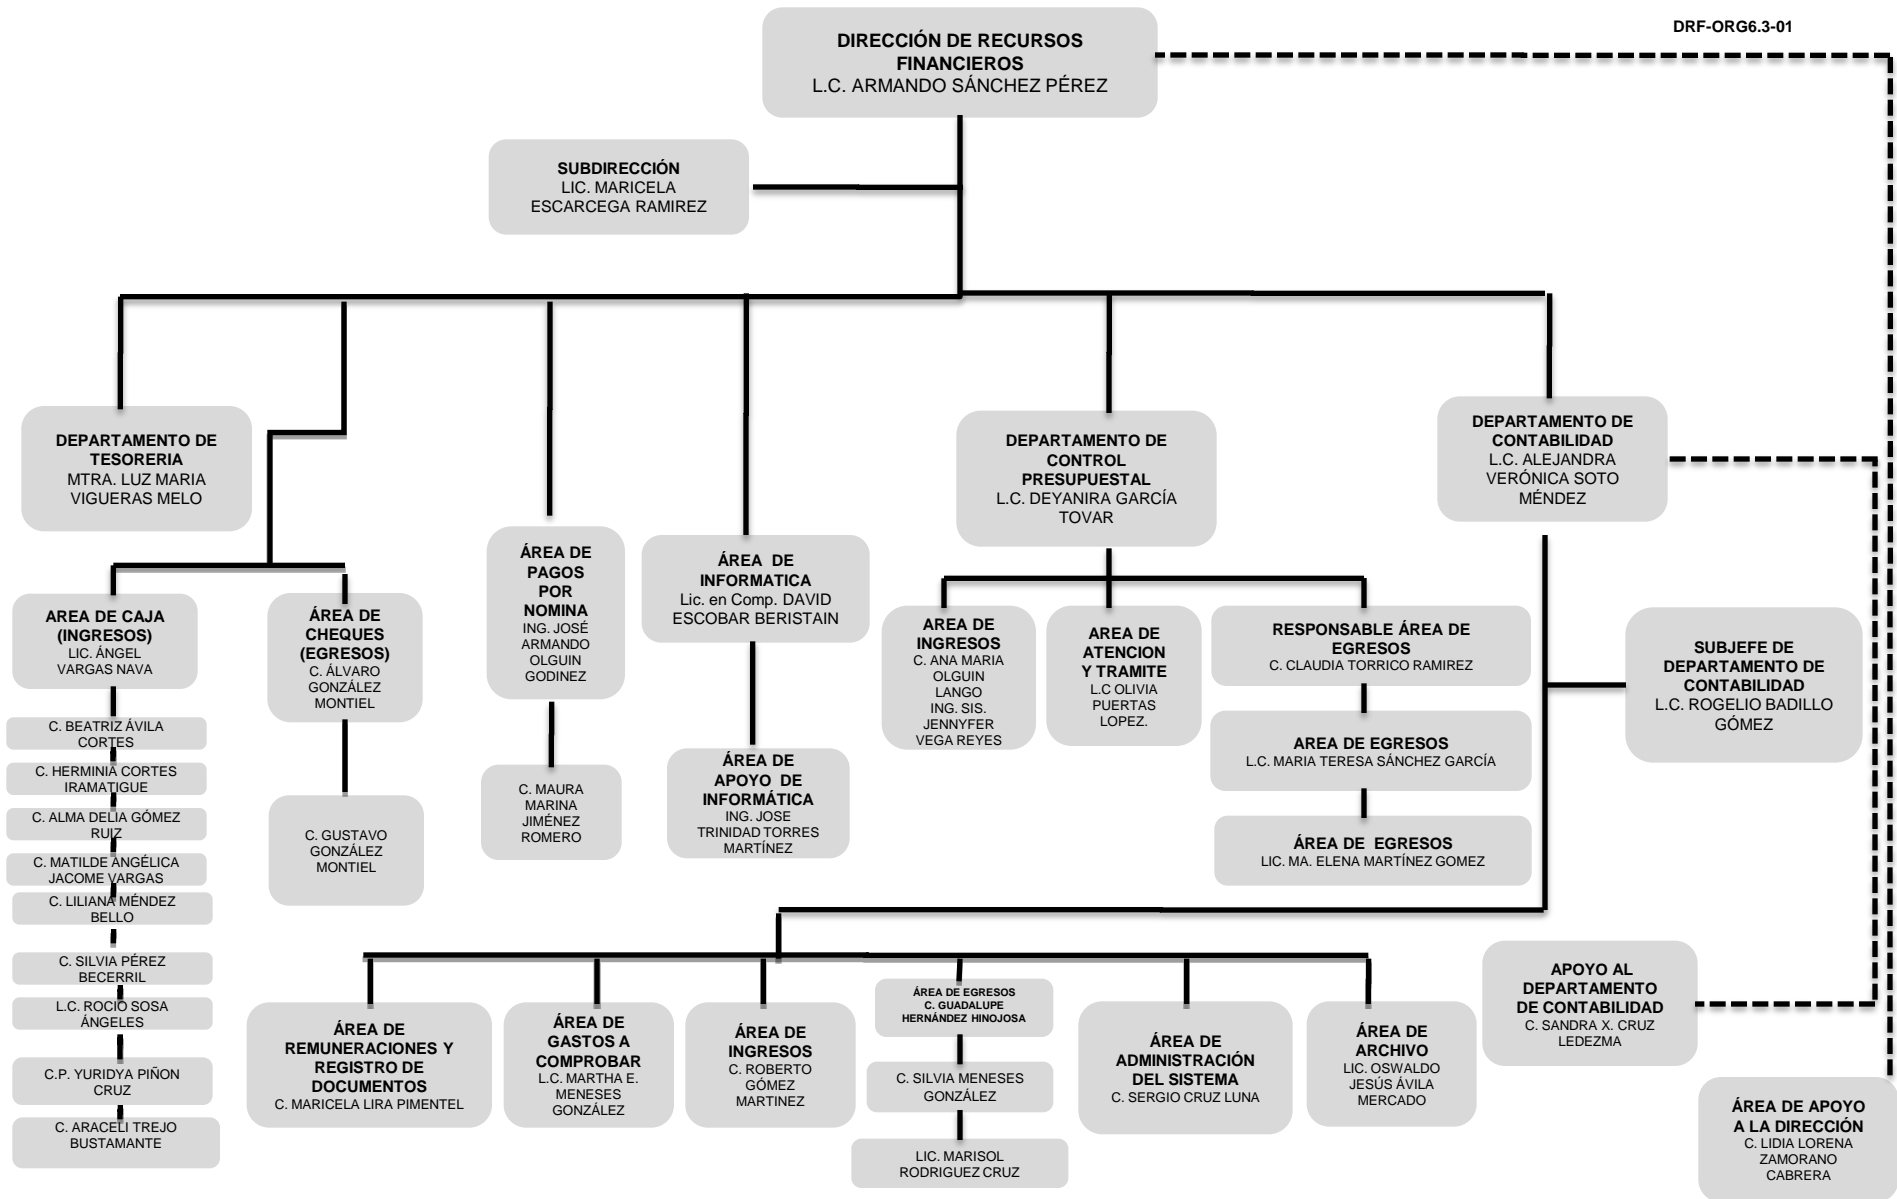 DRF-ORG6.3-01
DIRECCIÓN DE RECURSOS
FINANCIEROS
L.C. ARMANDO SÁNCHEZ PÉREZ
SUBDIRECCIÓN
LIC. MARICELA
ESCARCEGA RAMIREZ
DEPARTAMENTO DE
TESORERIA
MTRA. LUZ MARIA
VIGUERAS MELO
DEPARTAMENTO DE
CONTROL
PRESUPUESTAL
L.C. DEYANIRA GARCÍA
TOVAR
DEPARTAMENTO DE
CONTABILIDAD
L.C. ALEJANDRA
VERÓNICA SOTO
MÉNDEZ
AREA DE CAJA
(INGRESOS)
LIC. ÁNGEL
VARGAS NAVA
C. BEATRIZ ÁVILA
CORTES
C. HERMINIA CORTES
IRAMATIGUE
C. ALMA DELIA GÓMEZ
RUIZ
C. MATILDE ANGÉLICA
JACOME VARGAS
C. LILIANA MÉNDEZ
BELLO
C. SILVIA PÉREZ
BECERRIL
L.C. ROCIO SOSA
ÁNGELES
C.P. YURIDYA PIÑON
CRUZ
C. ARACELI TREJO
BUSTAMANTE
ÁREA DE
CHEQUES
(EGRESOS)
C. ÁLVARO
GONZÁLEZ
MONTIEL
C. GUSTAVO
GONZÁLEZ
MONTIEL
ÁREA DE
PAGOS
POR
NOMINA
ING. JOSÉ
ARMANDO
OLGUIN
GODINEZ
C. MAURA
MARINA
JIMÉNEZ
ROMERO
ÁREA DE
INFORMATICA
Lic. en Comp. DAVID
ESCOBAR BERISTAIN
ÁREA DE
APOYO DE
INFORMÁTICA
ING. JOSE
TRINIDAD TORRES
MARTÍNEZ
AREA DE
INGRESOS
C. ANA MARIA
OLGUIN
LANGO
ING. SIS.
JENNYFER
VEGA REYES
AREA DE
ATENCION
Y TRAMITE
L.C OLIVIA
PUERTAS
LOPEZ.
RESPONSABLE ÁREA DE
EGRESOS
C. CLAUDIA TORRICO RAMIREZ
AREA DE EGRESOS
L.C. MARIA TERESA SÁNCHEZ GARCÍA
ÁREA DE EGRESOS
LIC. MA. ELENA MARTÍNEZ GOMEZ
SUBJEFE DE
DEPARTAMENTO DE
CONTABILIDAD
L.C. ROGELIO BADILLO
GÓMEZ
ÁREA DE
REMUNERACIONES Y
REGISTRO DE
DOCUMENTOS
C. MARICELA LIRA PIMENTEL
ÁREA DE
GASTOS A
COMPROBAR
L.C. MARTHA E.
MENESES
GONZÁLEZ
ÁREA DE
INGRESOS
C. ROBERTO
GÓMEZ
MARTINEZ
ÁREA DE EGRESOS
C. GUADALUPE
HERNÁNDEZ HINOJOSA
C. SILVIA MENESES
GONZÁLEZ
LIC. MARISOL
RODRIGUEZ CRUZ
ÁREA DE
ADMINISTRACIÓN
DEL SISTEMA
C. SERGIO CRUZ LUNA
ÁREA DE
ARCHIVO
LIC. OSWALDO
JESÚS ÁVILA
MERCADO
APOYO AL
DEPARTAMENTO
DE CONTABILIDAD
C. SANDRA X. CRUZ
LEDEZMA
ÁREA DE APOYO
A LA DIRECCIÓN
C. LIDIA LORENA
ZAMORANO
CABRERA